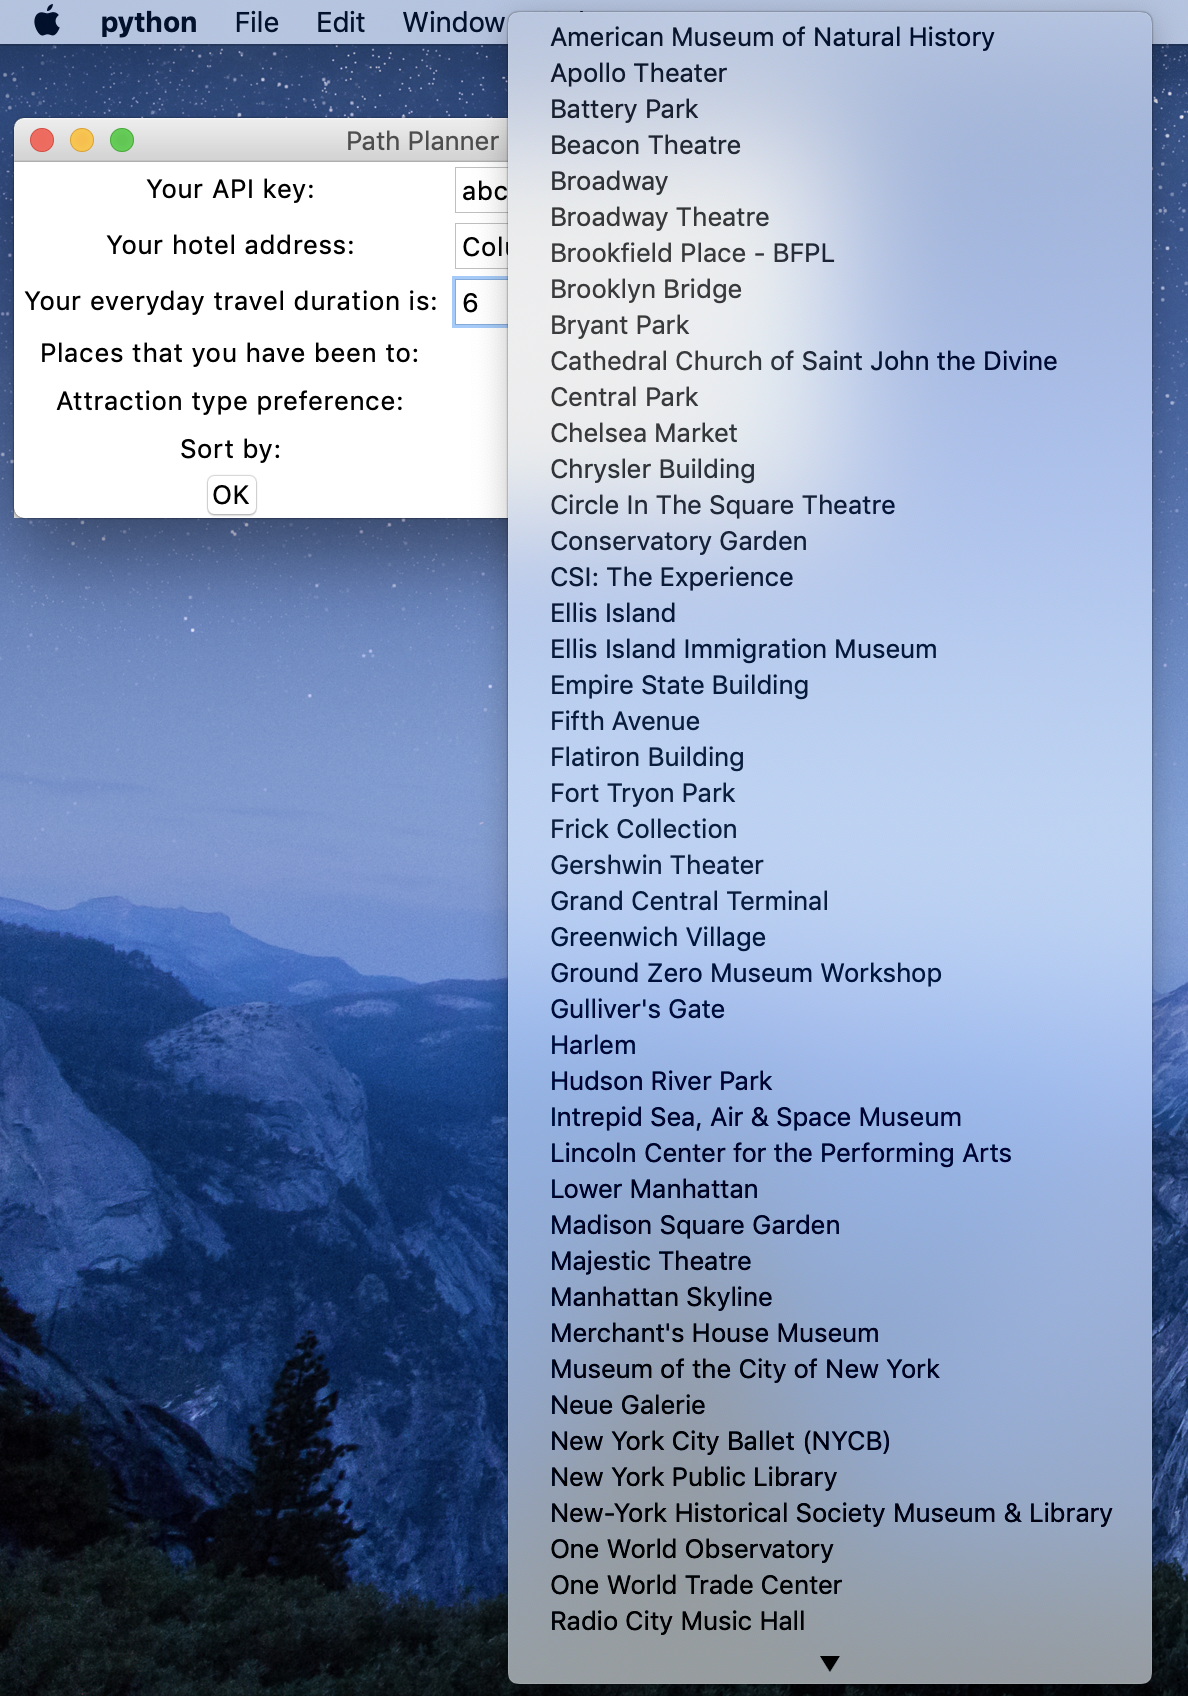 python File Edit Window
Path Planner
Your API key: abc
Your hotel address: Col
Your everyday travel duration is: 6
Places that you have been to:
Attraction type preference:
Sort by:
OK
American Museum of Natural History
Apollo Theater
Battery Park
Beacon Theatre
Broadway
Broadway Theatre
Brookfield Place - BFPL
Brooklyn Bridge
Bryant Park
Cathedral Church of Saint John the Divine
Central Park
Chelsea Market
Chrysler Building
Circle In The Square Theatre
Conservatory Garden
CSI: The Experience
Ellis Island
Ellis Island Immigration Museum
Empire State Building
Fifth Avenue
Flatiron Building
Fort Tryon Park
Frick Collection
Gershwin Theater
Grand Central Terminal
Greenwich Village
Ground Zero Museum Workshop
Gulliver's Gate
Harlem
Hudson River Park
Intrepid Sea, Air & Space Museum
Lincoln Center for the Performing Arts
Lower Manhattan
Madison Square Garden
Majestic Theatre
Manhattan Skyline
Merchant's House Museum
Museum of the City of New York
Neue Galerie
New York City Ballet (NYCB)
New York Public Library
New-York Historical Society Museum & Library
One World Observatory
One World Trade Center
Radio City Music Hall